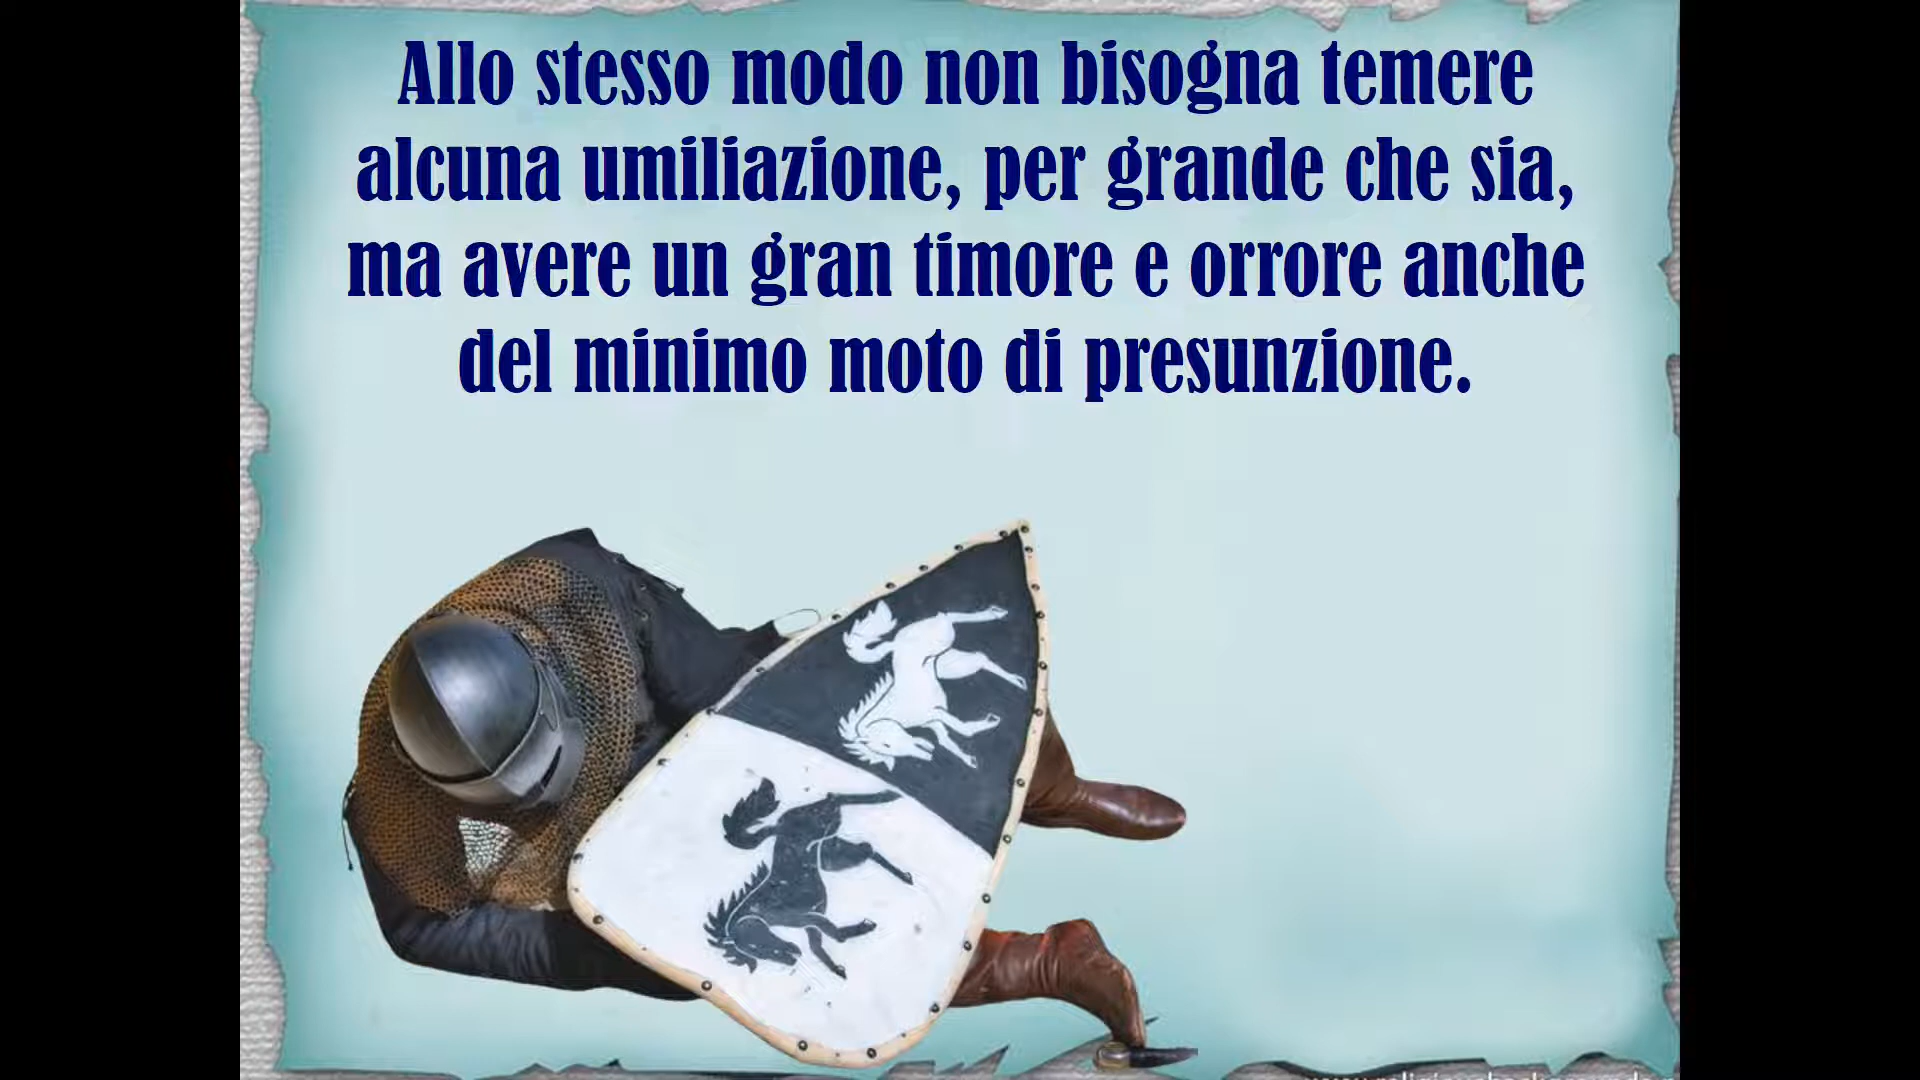 Allo stesso modo non bisogna temere
alcuna umiliazione, per grande che sia,
ma avere un gran timore e orrore anche
del minimo moto di presunzione.